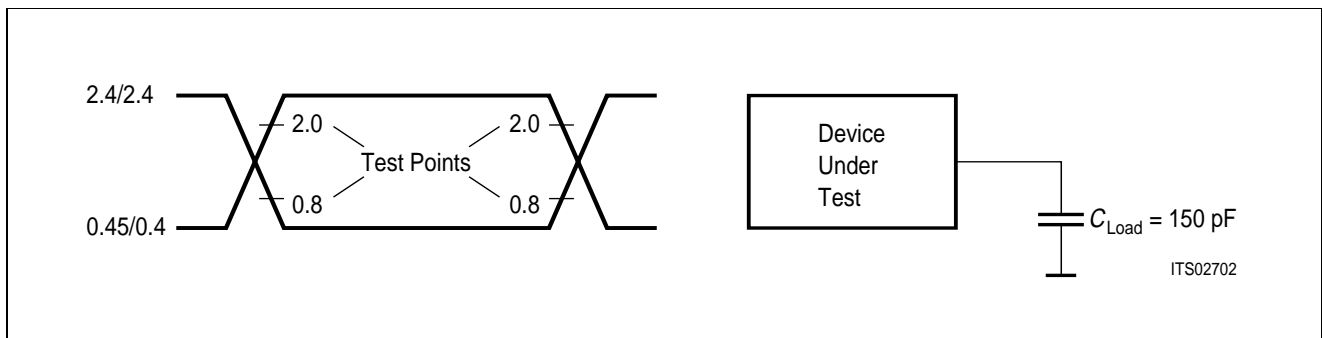 2.4/2.4
2.0
2.0
Test Points
0.8
0.8
0.45/0.4
Device
Under
Test
C Load = 150 pF
ITS02702